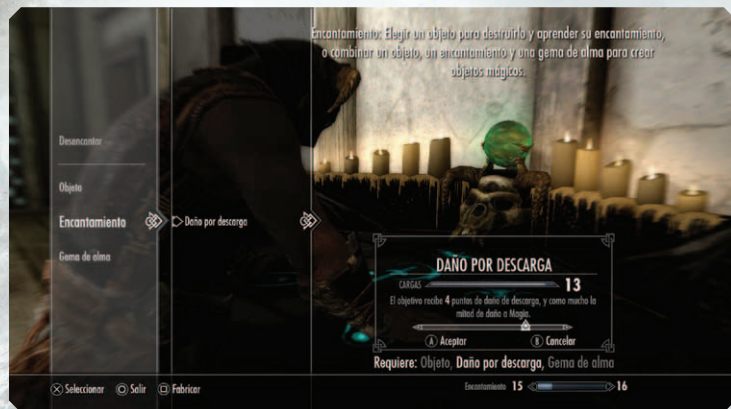 Encantamiento: Elegir un objeto para destruirlo y aprender su encantamiento,
o combinar un objeto, un encantamiento y una gema de alma para crear
objetos mágicos.
Desencantar
Objeto
Encantamiento
Daño por descarga
Gema de alma
DAÑO POR DESCARGA
CARGAS 13
El objetivo recibe 4 puntos de daño de descarga, y como mucho la
mitad de daño a Magia.
A Aceptar B Cancelar
Requiere: Objeto, Daño por descarga, Gema de alma
Seleccionar Salir Fabricar
Encantamiento 15 16